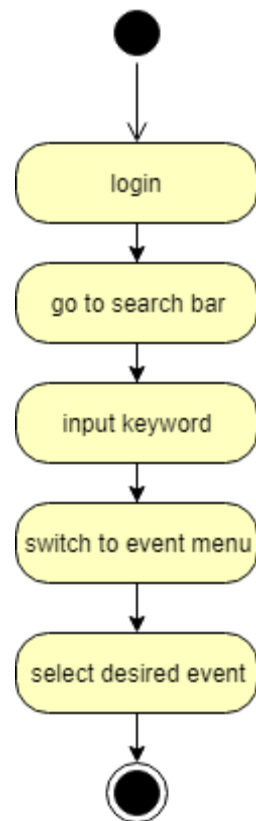 login
go to search bar
input keyword
switch to event menu
select desired event